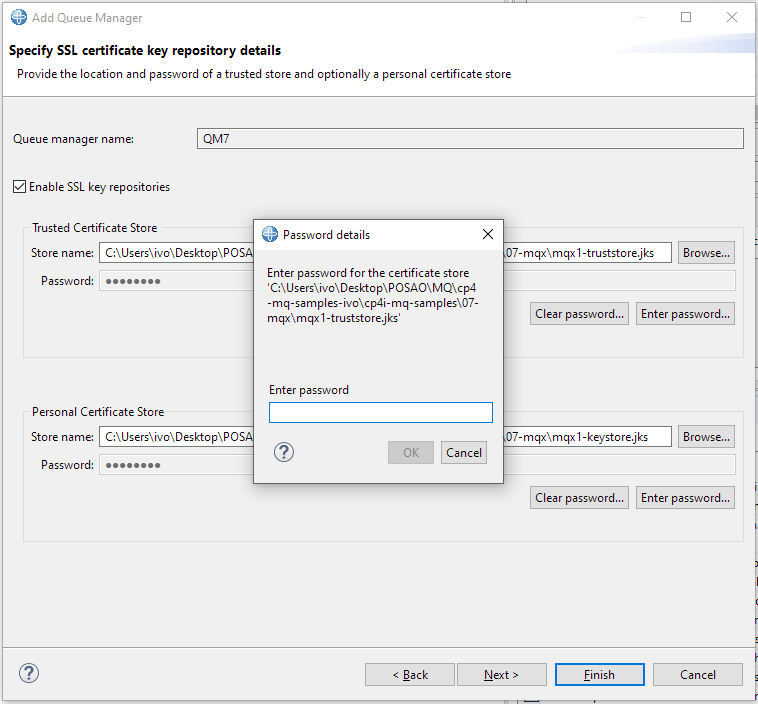 Add Queue Manager
Specify SSL certificate key repository details
Provide the location and password of a trusted store and optionally a personal certificate store
Queue manager name: QM7
Enable SSL key repositories
Trusted Certificate Store
Store name: C:\Users\ivo\Desktop\POSA \07-mqx\mqx1-truststore.jks Browse...
Password: ●●●●●●●●
Clear password... Enter password...
Password details
Enter password for the certificate store
'C:\Users\ivo\Desktop\POSAO\MQ\cp4
-mq-samples-ivo\cp4i-mq-samples\07-
mqx\mqx1-truststore.jks'
Enter password
? OK Cancel
Personal Certificate Store
Store name: C:\Users\ivo\Desktop\POSA \07-mqx\mqx1-keystore.jks Browse...
Password: ●●●●●●●●
Clear password... Enter password...
? < Back Next > Finish Cancel